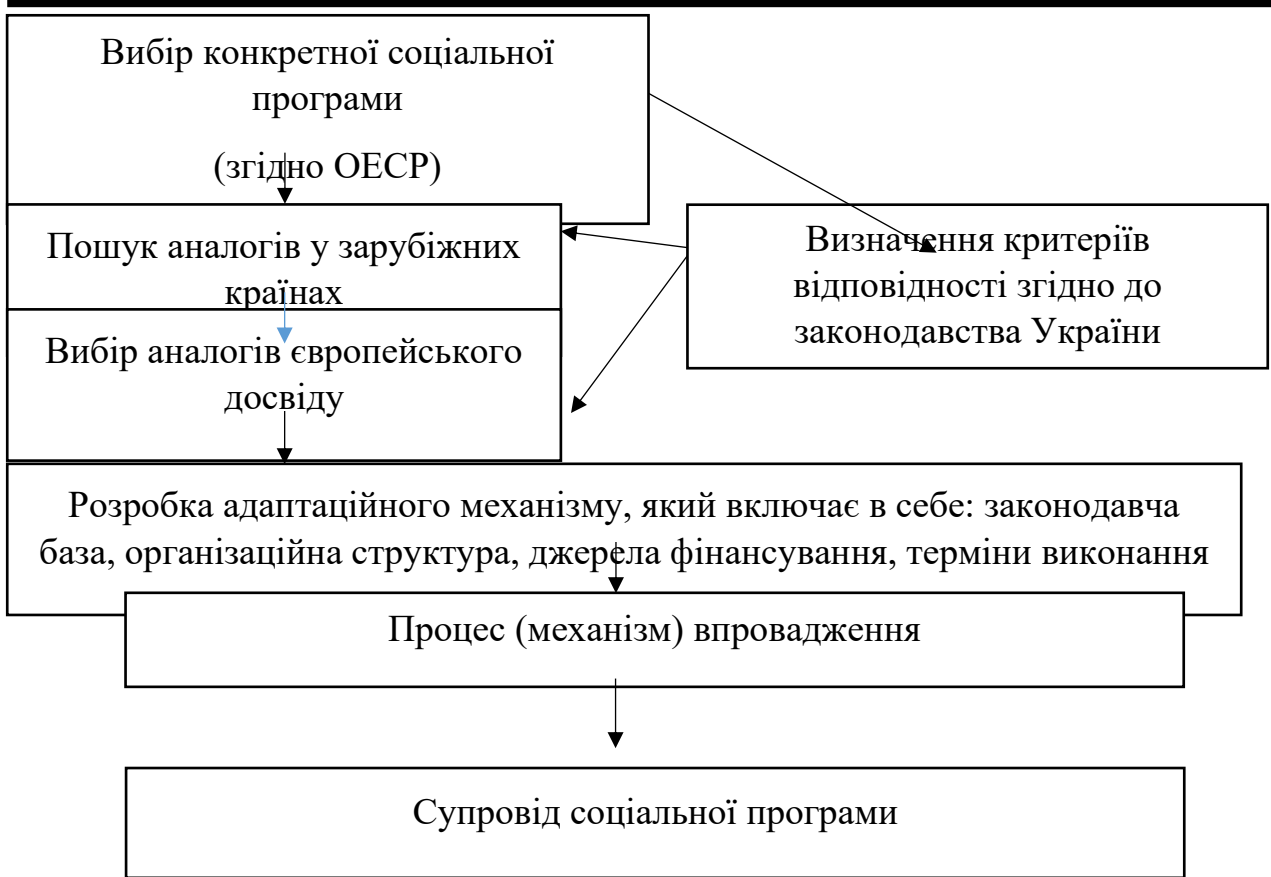 Вибір конкретної соціальної
програми
(згідно ОЕСР)
Пошук аналогів у зарубіжних
країнах
Визначення критеріїв
відповідності згідно до
законодавства України
Вибір аналогів європейського
досвіду
Розробка адаптаційного механізму, який включає в себе: законодавча
база, організаційна структура, джерела фінансування, терміни виконання
Процес (механізм) впровадження
Супровід соціальної програми